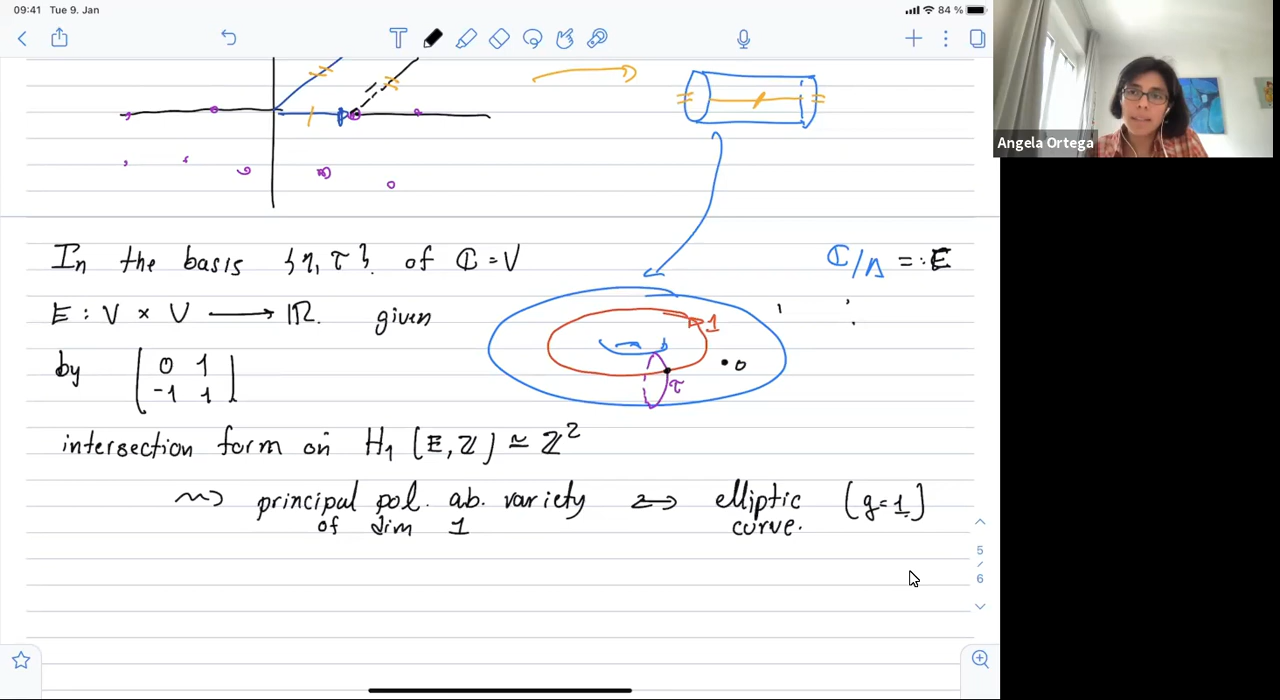 09:41 Tue 9. Jan
84 %
Angela Ortega
In the basis {1, τ}. of ℂ = V
ℂ/Λ =: E
E : V × V ⟶ ℝ. given
by ( 0 1
-1 1 )
1
τ
• 0
intersection form on H₁ (E, ℤ) ≃ ℤ²
⇝ principal pol. ab. variety ⟺ elliptic (g=1)
of dim 1 curve.
5
/
6